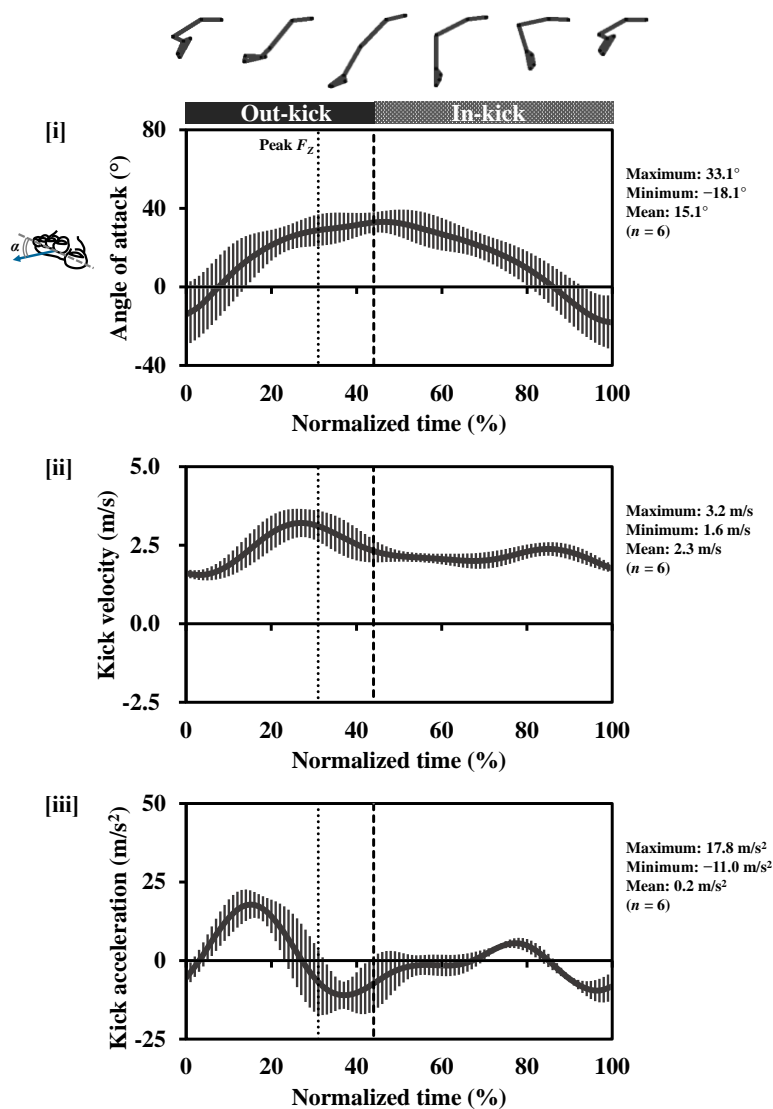 Out-kick In-kick
[i]
80
40
0
-40
Angle of attack (°)
Peak FZ
α
0 20 40 60 80 100
Normalized time (%)
Maximum: 33.1°
Minimum: −18.1°
Mean: 15.1°
(n = 6)
[ii]
5.0
2.5
0.0
-2.5
Kick velocity (m/s)
0 20 40 60 80 100
Normalized time (%)
Maximum: 3.2 m/s
Minimum: 1.6 m/s
Mean: 2.3 m/s
(n = 6)
[iii]
50
25
0
-25
Kick acceleration (m/s²)
0 20 40 60 80 100
Normalized time (%)
Maximum: 17.8 m/s²
Minimum: −11.0 m/s²
Mean: 0.2 m/s²
(n = 6)